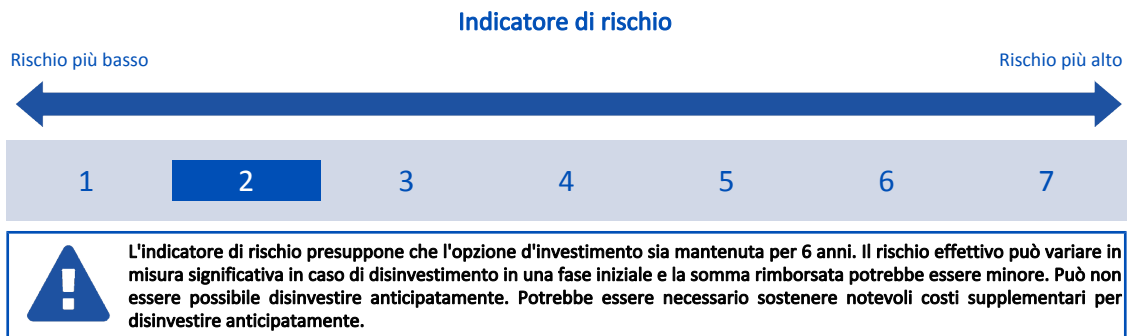 Indicatore di rischio
Rischio più basso
Rischio più alto
1 2 3 4 5 6 7
L'indicatore di rischio presuppone che l'opzione d'investimento sia mantenuta per 6 anni. Il rischio effettivo può variare in
misura significativa in caso di disinvestimento in una fase iniziale e la somma rimborsata potrebbe essere minore. Può non
essere possibile disinvestire anticipatamente. Potrebbe essere necessario sostenere notevoli costi supplementari per
disinvestire anticipatamente.